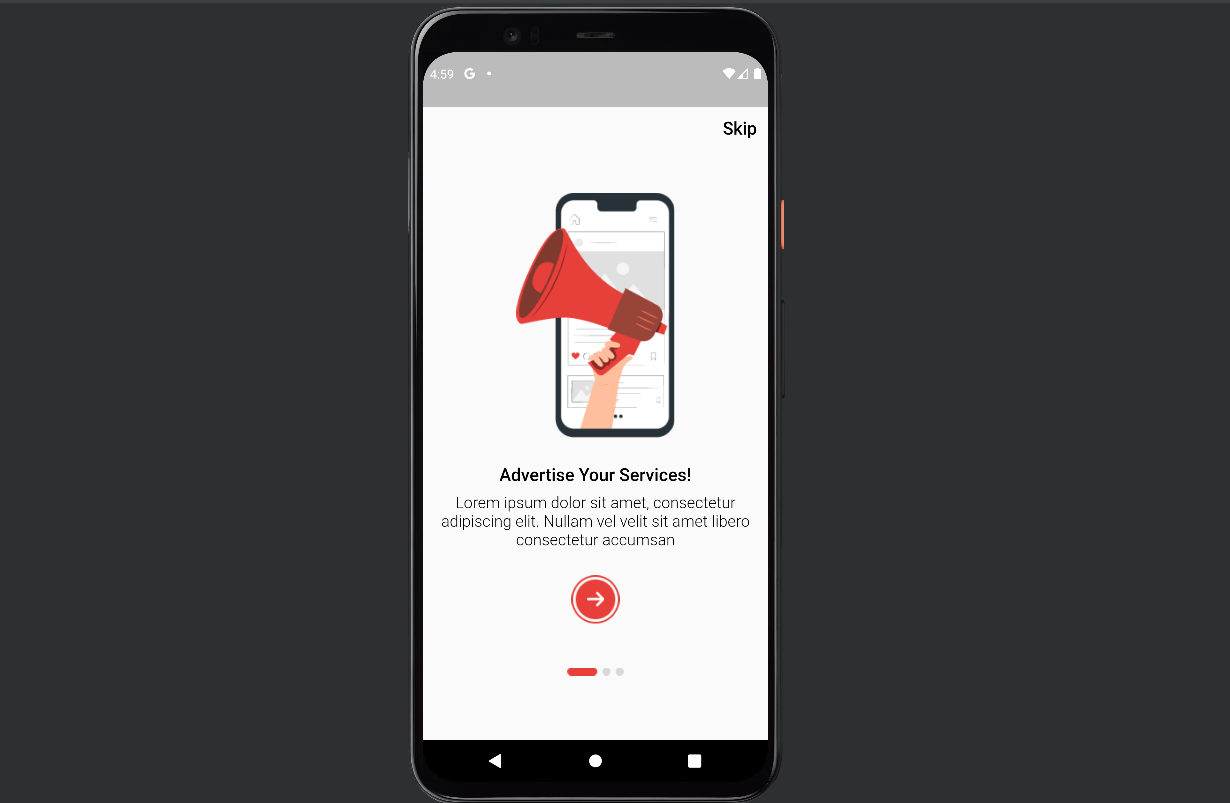 4:59 G
Skip
Advertise Your Services!
Lorem ipsum dolor sit amet, consectetur
adipiscing elit. Nullam vel velit sit amet libero
consectetur accumsan